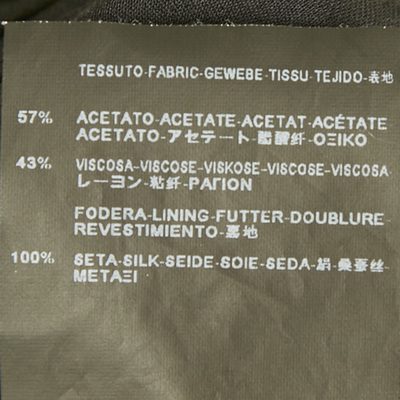 TESSUTO-FABRIC-GEWEBE-TISSU-TEJIDO-表地
57% ACETATO-ACETATE-ACETAT-ACÉTATE
ACETATO-アセテート-醋酸纤-ΟΞΙΚΟ
43% VISCOSA-VISCOSE-VISKOSE-VISCOSE-VISCOSA
レーヨン-粘纤-ΡΑΓΙΟΝ
FODERA-LINING-FUTTER-DOUBLURE
REVESTIMIENTO-裏地
100% SETA-SILK-SEIDE-SOIE-SEDA-絹-桑蚕丝
ΜΕΤΑΞΙ